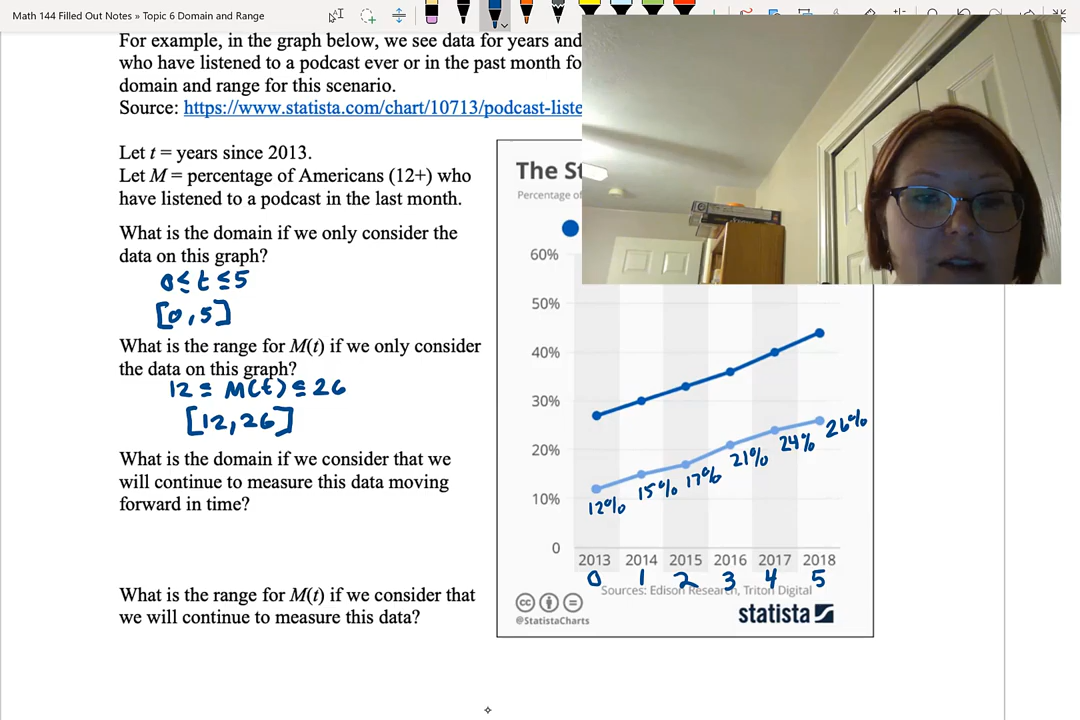 Math 144 Filled Out Notes » Topic 6 Domain and Range
For example, in the graph below, we see data for years and
who have listened to a podcast ever or in the past month fo
domain and range for this scenario.
Source: https://www.statista.com/chart/10713/podcast-liste
Let t = years since 2013.
Let M = percentage of Americans (12+) who
have listened to a podcast in the last month.
What is the domain if we only consider the
data on this graph?
0 ≤ t ≤ 5
[0,5]
What is the range for M(t) if we only consider
the data on this graph?
12 ≤ M(t) ≤ 26
[12,26]
What is the domain if we consider that we
will continue to measure this data moving
forward in time?
What is the range for M(t) if we consider that
we will continue to measure this data?
The St
Percentage of
60%
50%
40%
30%
20%
10%
0
12% 15% 17% 21% 24% 26%
2013 2014 2015 2016 2017 2018
0 1 2 3 4 5
Sources: Edison Research, Triton Digital
cc
@StatistaCharts
statista